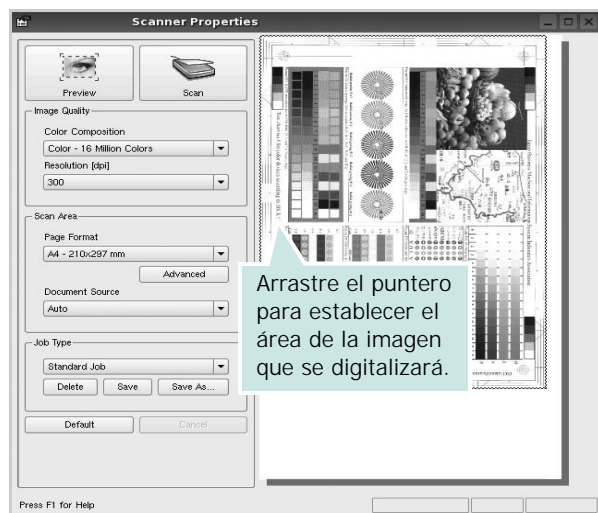 Scanner Properties
Preview
Scan
Image Quality
Color Composition
Color - 16 Million Colors
Resolution [dpi]
300
Scan Area
Page Format
A4 - 210x297 mm
Advanced
Document Source
Auto
Job Type
Standard Job
Delete
Save
Save As...
Default
Cancel
Arrastre el puntero
para establecer el
área de la imagen
que se digitalizará.
Press F1 for Help